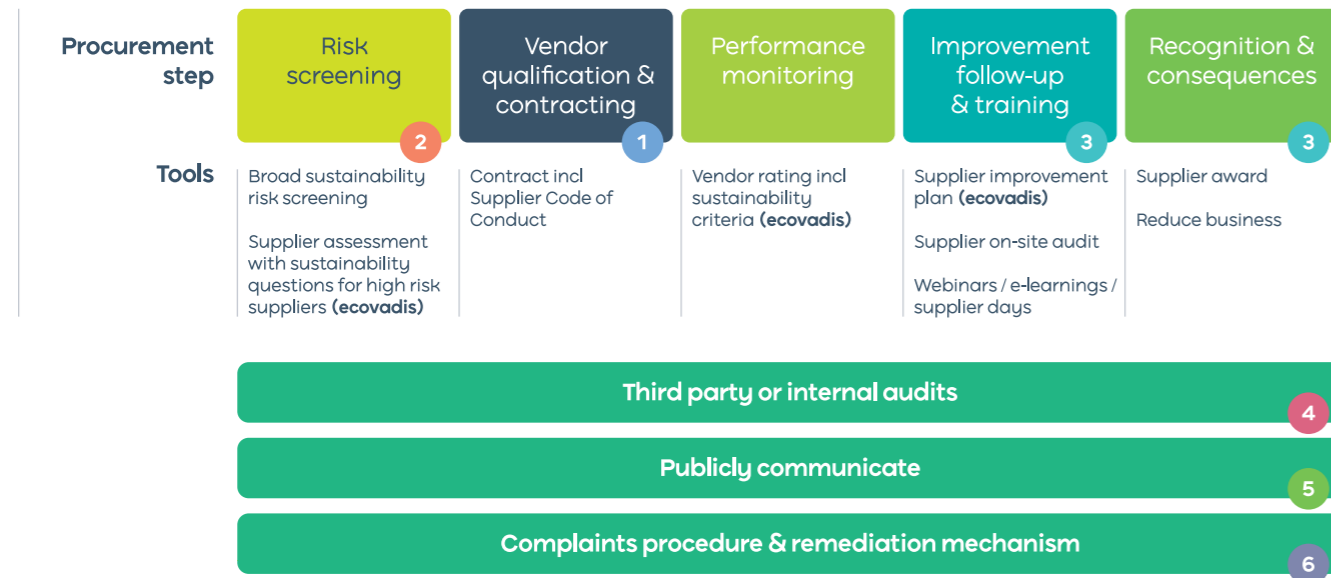 Procurement
step
Risk
screening
2
Vendor
qualification &
contracting
1
Performance
monitoring
Improvement
follow-up
& training
3
Recognition &
consequences
3
Tools
Broad sustainability
risk screening
Supplier assessment
with sustainability
questions for high risk
suppliers (ecovadis)
Contract incl
Supplier Code of
Conduct
Vendor rating incl
sustainability
criteria (ecovadis)
Supplier improvement
plan (ecovadis)
Supplier on-site audit
Webinars / e-learnings /
supplier days
Supplier award
Reduce business
Third party or internal audits
4
Publicly communicate
5
Complaints procedure & remediation mechanism
6